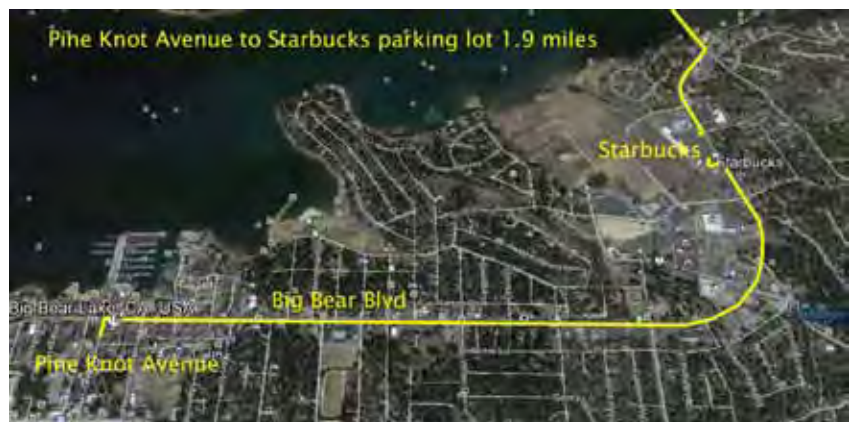 Pine Knot Avenue to Starbucks parking lot 1.9 miles
Starbucks
Starbucks
Big Bear Blvd
Big Bear Lake, CA, USA
Pine Knot Avenue